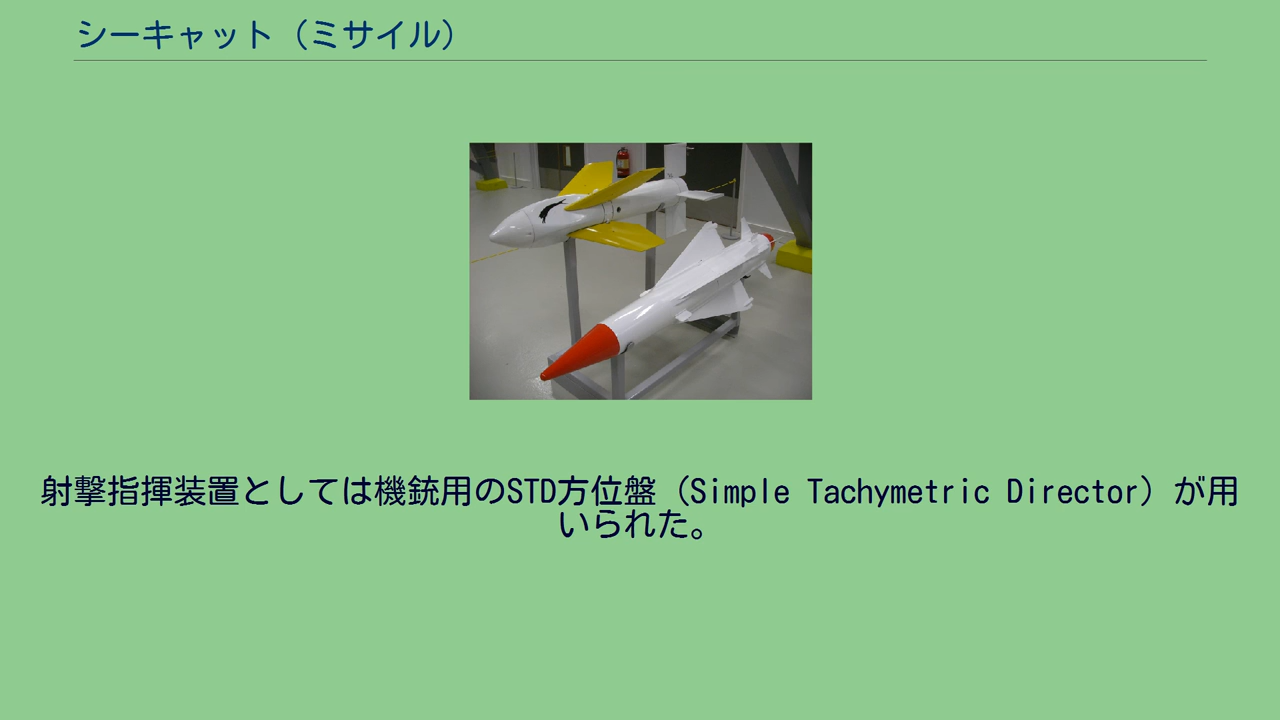 シーキャット（ミサイル）
射撃指揮装置としては機銃用のSTD方位盤（Simple Tachymetric Director）が用
いられた。